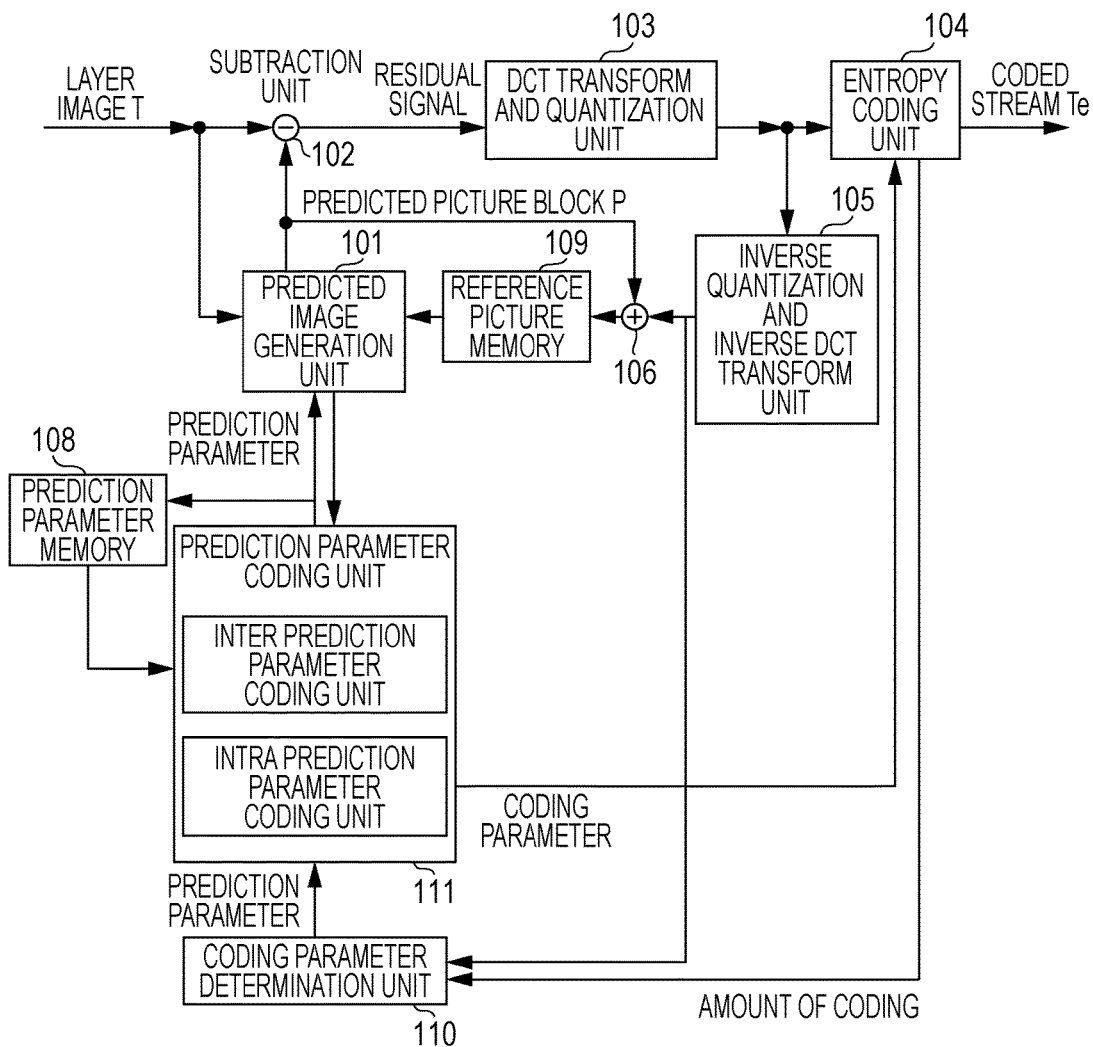 103
104
LAYER
IMAGE T
SUBTRACTION
UNIT
RESIDUAL
SIGNAL
DCT TRANSFORM
AND QUANTIZATION
UNIT
ENTROPY
CODING
UNIT
CODED
STREAM Te
102
PREDICTED PICTURE BLOCK P
101
109
105
PREDICTED
IMAGE
GENERATION
UNIT
REFERENCE
PICTURE
MEMORY
106
INVERSE
QUANTIZATION
AND
INVERSE DCT
TRANSFORM
UNIT
PREDICTION
PARAMETER
108
PREDICTION
PARAMETER
MEMORY
PREDICTION PARAMETER
CODING UNIT
INTER PREDICTION
PARAMETER
CODING UNIT
INTRA PREDICTION
PARAMETER
CODING UNIT
CODING
PARAMETER
111
PREDICTION
PARAMETER
CODING PARAMETER
DETERMINATION UNIT
110
AMOUNT OF CODING